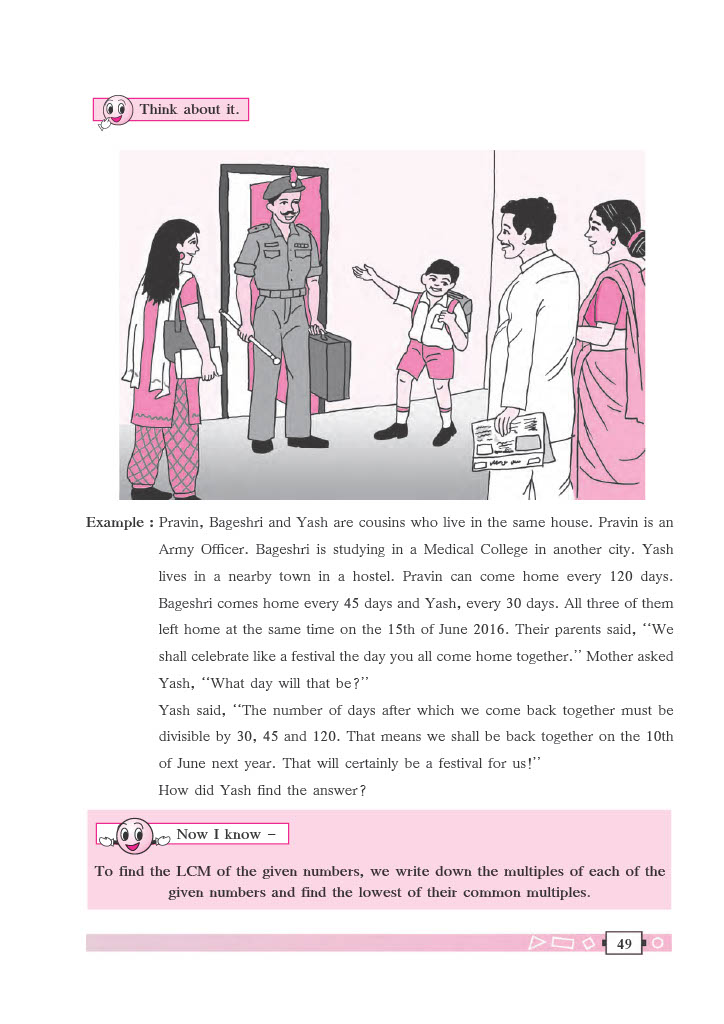 Think about it.
Example : Pravin, Bageshri and Yash are cousins who live in the same house. Pravin is an
Army Officer. Bageshri is studying in a Medical College in another city. Yash
lives in a nearby town in a hostel. Pravin can come home every 120 days.
Bageshri comes home every 45 days and Yash, every 30 days. All three of them
left home at the same time on the 15th of June 2016. Their parents said, ‘‘We
shall celebrate like a festival the day you all come home together.’’ Mother asked
Yash, ‘‘What day will that be?’’
Yash said, ‘‘The number of days after which we come back together must be
divisible by 30, 45 and 120. That means we shall be back together on the 10th
of June next year. That will certainly be a festival for us!’’
How did Yash find the answer?
Now I know –
To find the LCM of the given numbers, we write down the multiples of each of the
given numbers and find the lowest of their common multiples.
49